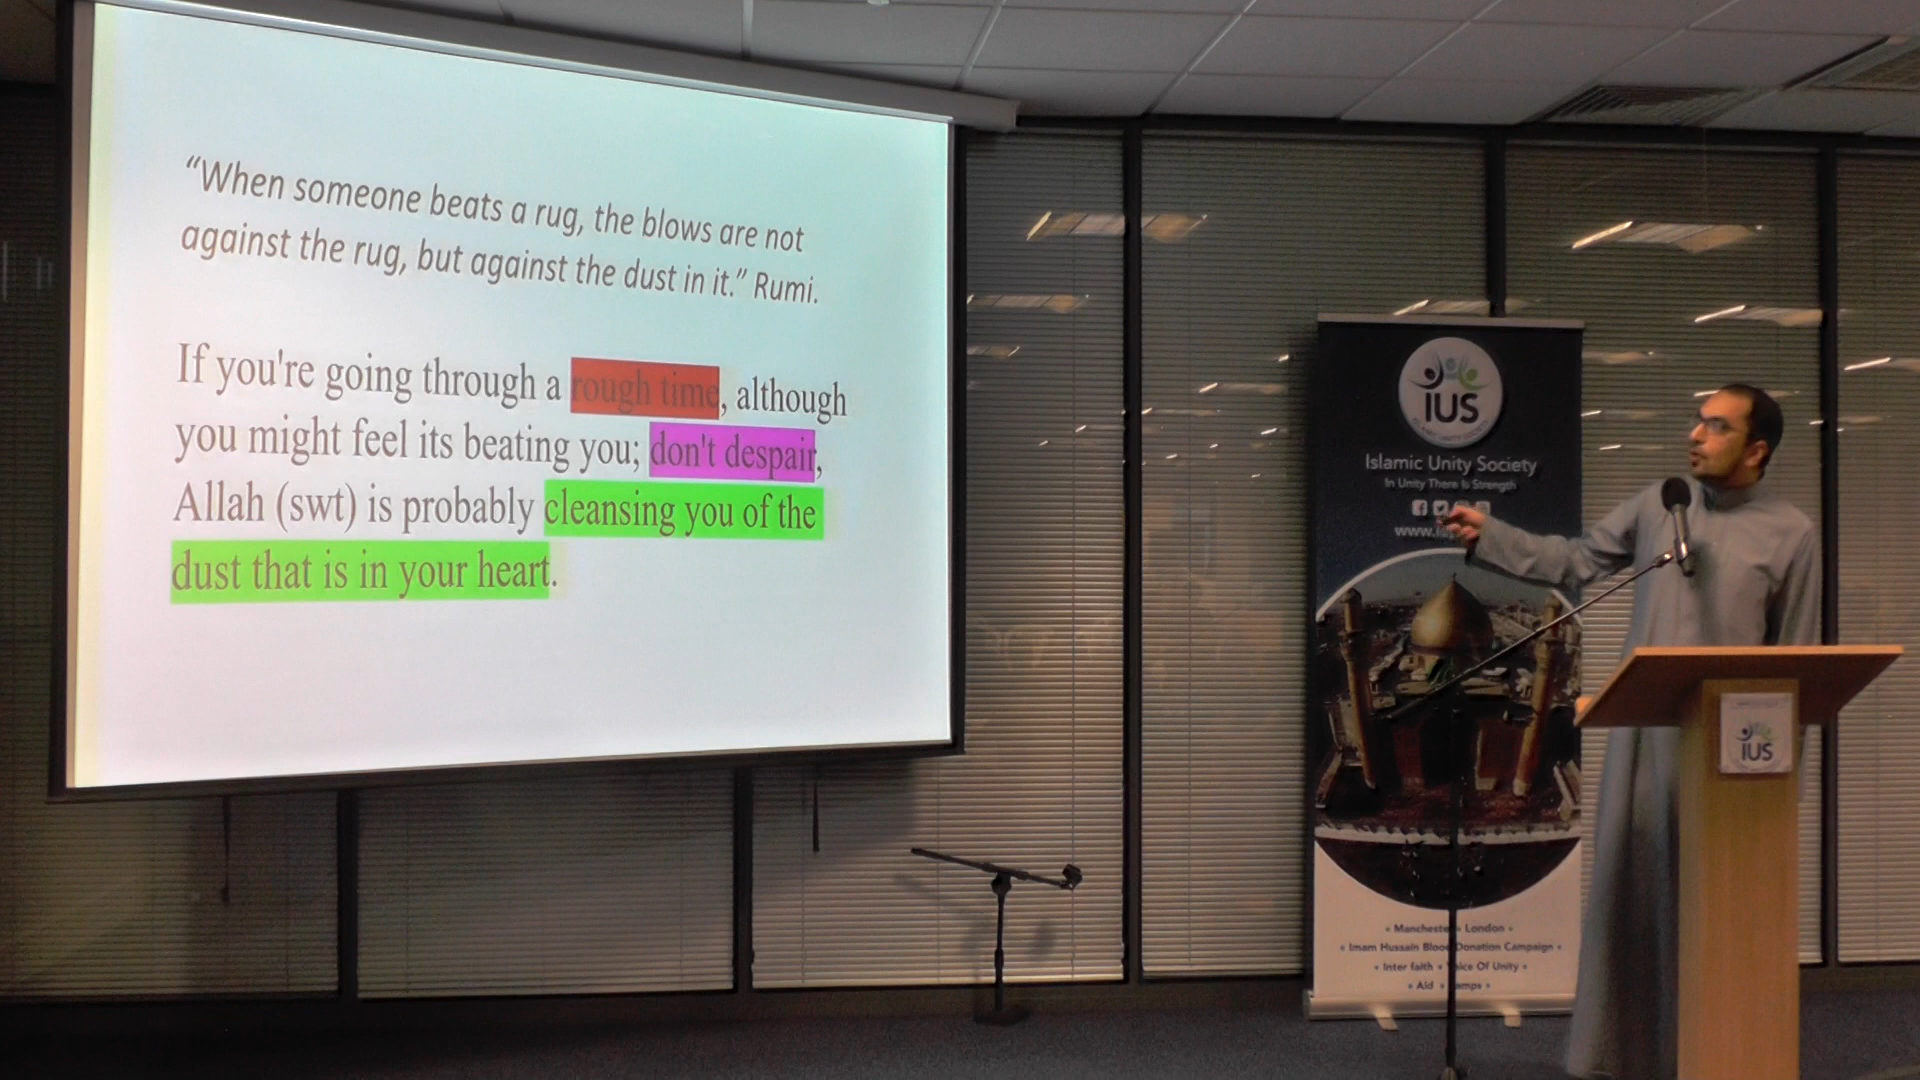 “When someone beats a rug, the blows are not
against the rug, but against the dust in it.” Rumi.
If you're going through a rough time, although
you might feel its beating you; don't despair,
Allah (swt) is probably cleansing you of the
dust that is in your heart.
IUS
Islamic Unity Society
In Unity There Is Strength
• London •
• Imam Hussain Blood Donation Campaign •
• Inter faith • Of Unity •
• Aid •
IUS